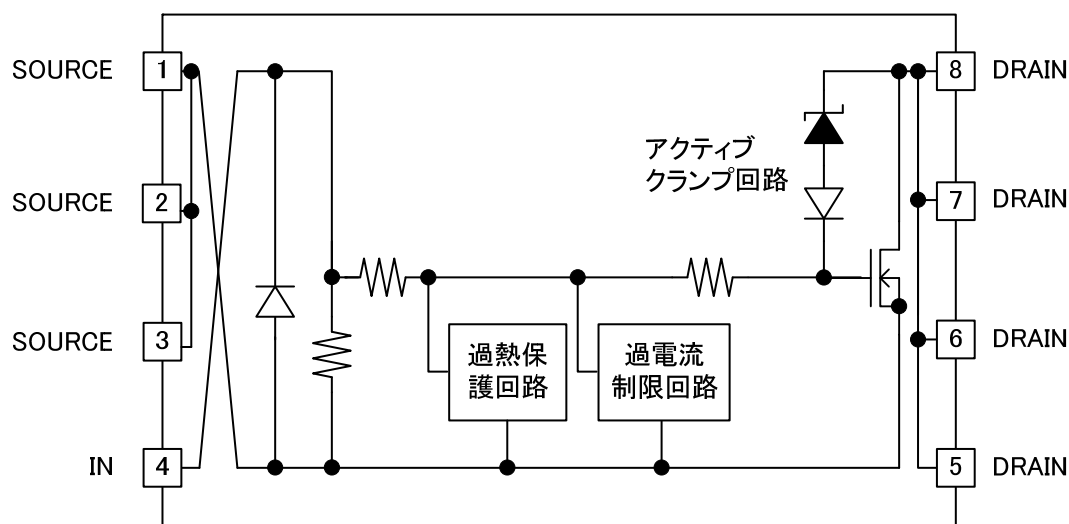 SOURCE 1
8 DRAIN
アクティブ
クランプ回路
SOURCE 2
7 DRAIN
SOURCE 3
6 DRAIN
過熱保
護回路
過電流
制限回路
IN 4
5 DRAIN